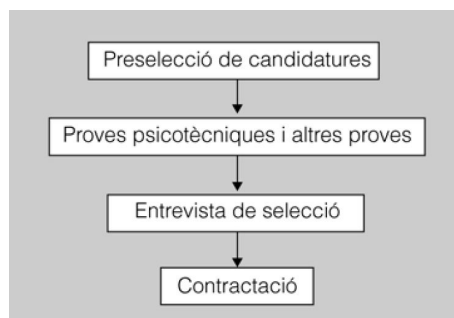 Preselecció de candidatures
Proves psicotècniques i altres proves
Entrevista de selecció
Contractació